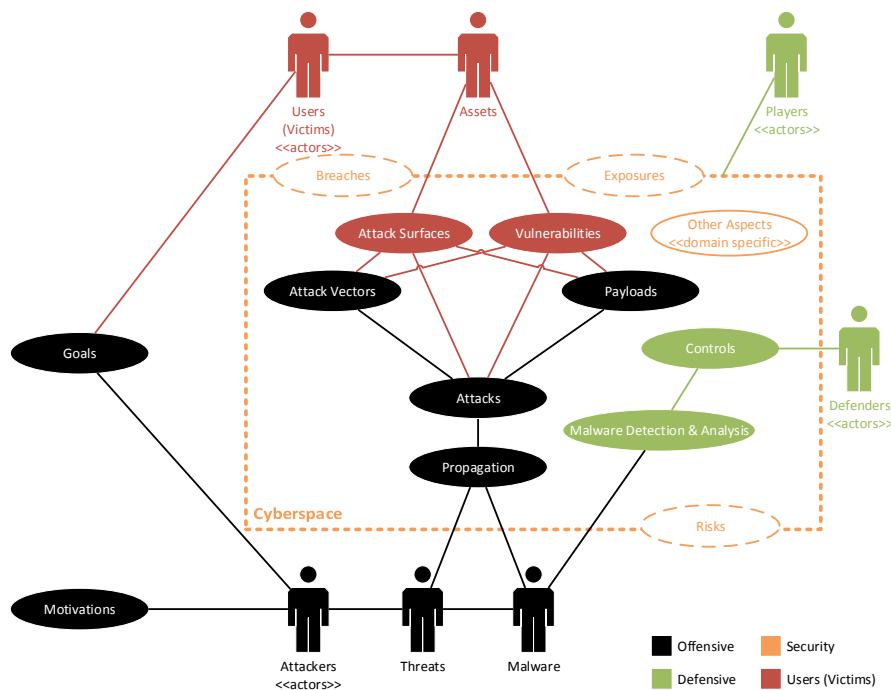 Users
(Victims)
<<actors>>
Assets
Players
<<actors>>
Breaches
Exposures
Attack Surfaces
Vulnerabilities
Other Aspects
<<domain specific>>
Attack Vectors
Payloads
Goals
Controls
Attacks
Defenders
<<actors>>
Malware Detection & Analysis
Propagation
Cyberspace
Risks
Motivations
Attackers
<<actors>>
Threats
Malware
Offensive
Security
Defensive
Users (Victims)